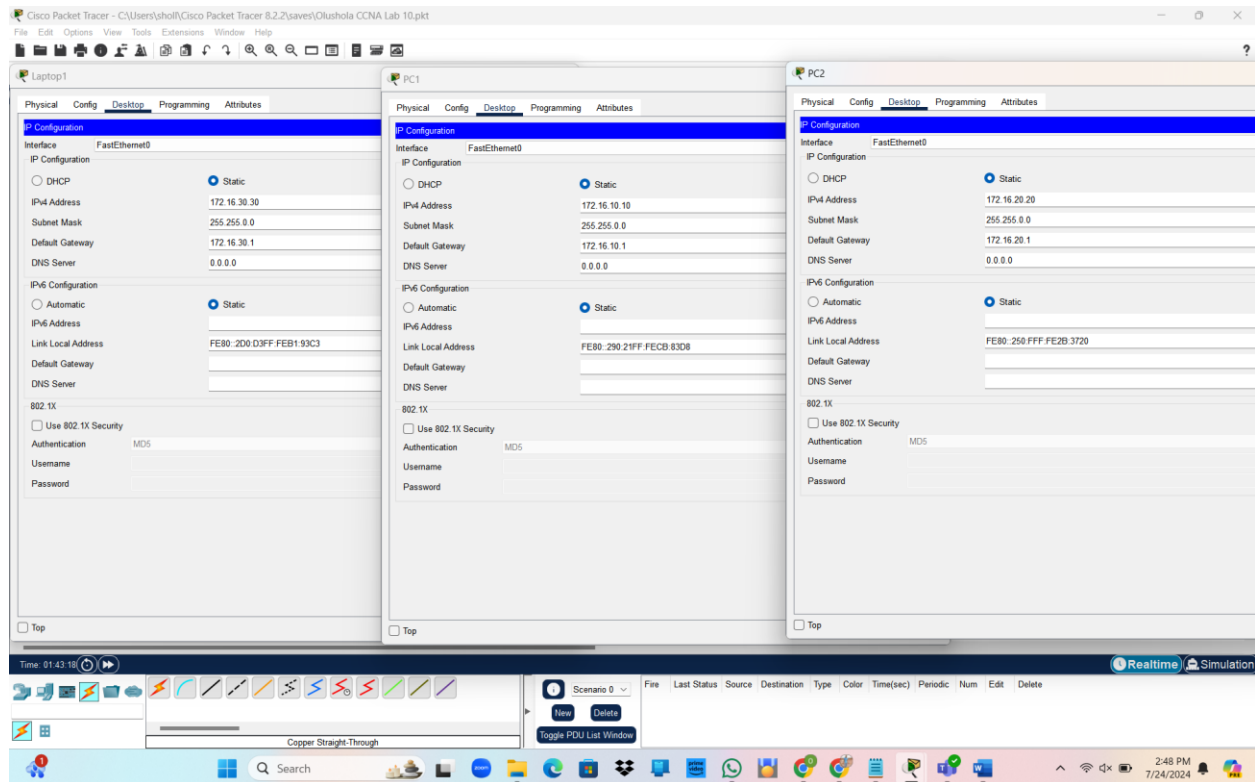 Cisco Packet Tracer - C:\Users\sholl\Cisco Packet Tracer 8.2.2\saves\Olushola CCNA Lab 10.pkt
File Edit Options View Tools Extensions Window Help
?
Laptop1
Physical Config Desktop Programming Attributes
IP Configuration
Interface FastEthernet0
IP Configuration
DHCP Static
IPv4 Address 172.16.30.30
Subnet Mask 255.255.0.0
Default Gateway 172.16.30.1
DNS Server 0.0.0.0
IPv6 Configuration
Automatic Static
IPv6 Address
Link Local Address FE80::2D0:D3FF:FEB1:93C3
Default Gateway
DNS Server
802.1X
Use 802.1X Security
Authentication MD5
Username
Password
Top
PC1
Physical Config Desktop Programming Attributes
IP Configuration
Interface FastEthernet0
IP Configuration
DHCP Static
IPv4 Address 172.16.10.10
Subnet Mask 255.255.0.0
Default Gateway 172.16.10.1
DNS Server 0.0.0.0
IPv6 Configuration
Automatic Static
IPv6 Address
Link Local Address FE80::290:21FF:FECB:83D8
Default Gateway
DNS Server
802.1X
Use 802.1X Security
Authentication MD5
Username
Password
Top
PC2
Physical Config Desktop Programming Attributes
IP Configuration
Interface FastEthernet0
IP Configuration
DHCP Static
IPv4 Address 172.16.20.20
Subnet Mask 255.255.0.0
Default Gateway 172.16.20.1
DNS Server 0.0.0.0
IPv6 Configuration
Automatic Static
IPv6 Address
Link Local Address FE80::250:FFF:FE2B:3720
Default Gateway
DNS Server
802.1X
Use 802.1X Security
Authentication MD5
Username
Password
Top
Time: 01:43:18 Realtime Simulation
Scenario 0 Fire Last Status Source Destination Type Color Time(sec) Periodic Num Edit Delete
New Delete
Toggle PDU List Window
Copper Straight-Through
Search
2:48 PM
7/24/2024